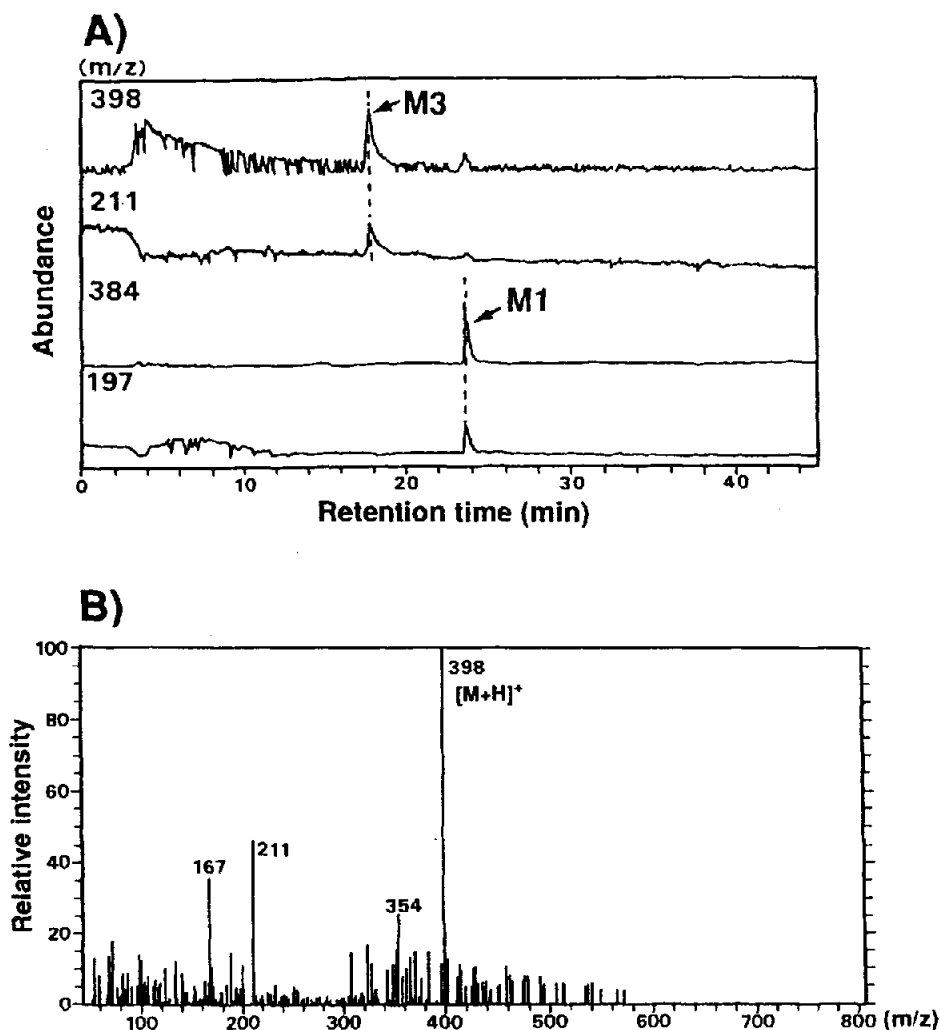 A)
(m/z)
398
M3
211
384
M1
197
Abundance
0 10 20 30 40
Retention time (min)
B)
100
80
60
40
20
0
Relative intensity
398
[M+H]+
211
167
354
100 200 300 400 500 600 700 800 (m/z)